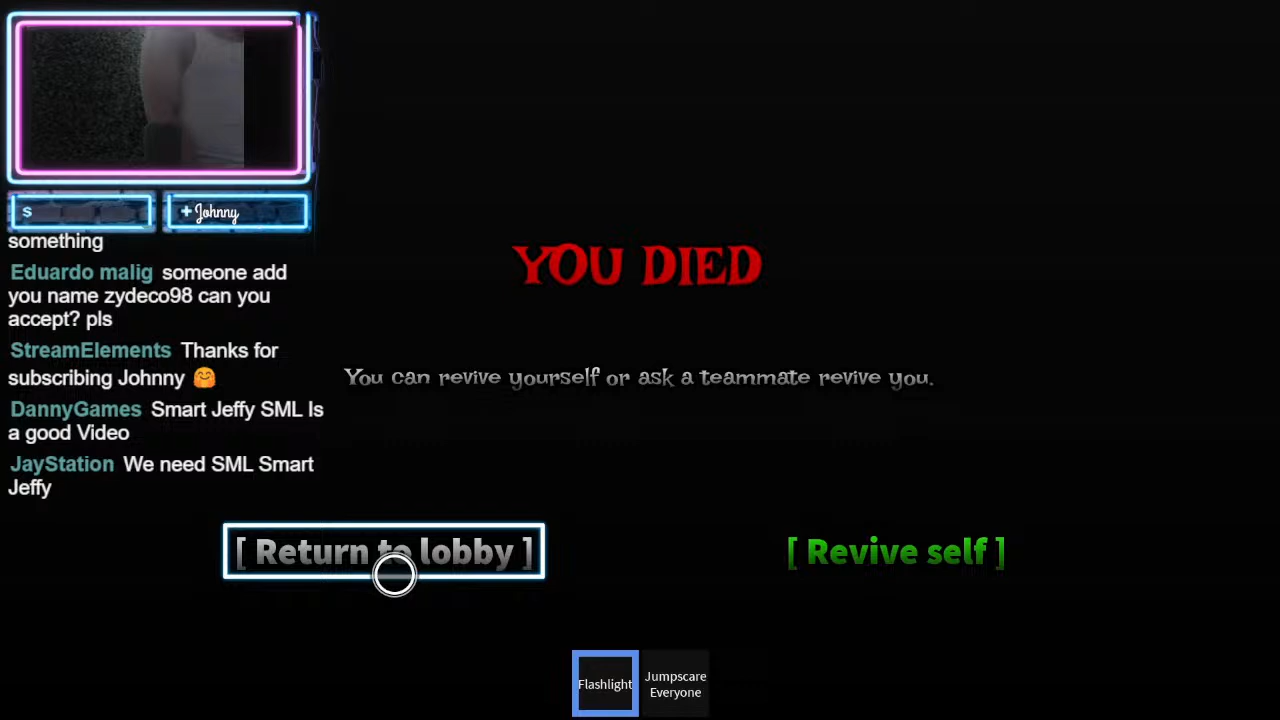 $
+ Johnny
something
Eduardo malig someone add
you name zydeco98 can you
accept? pls
StreamElements Thanks for
subscribing Johnny 🤗
DannyGames Smart Jeffy SML Is
a good Video
JayStation We need SML Smart
Jeffy
YOU DIED
You can revive yourself or ask a teammate revive you.
[ Return to lobby ]
[ Revive self ]
Flashlight
Jumpscare
Everyone